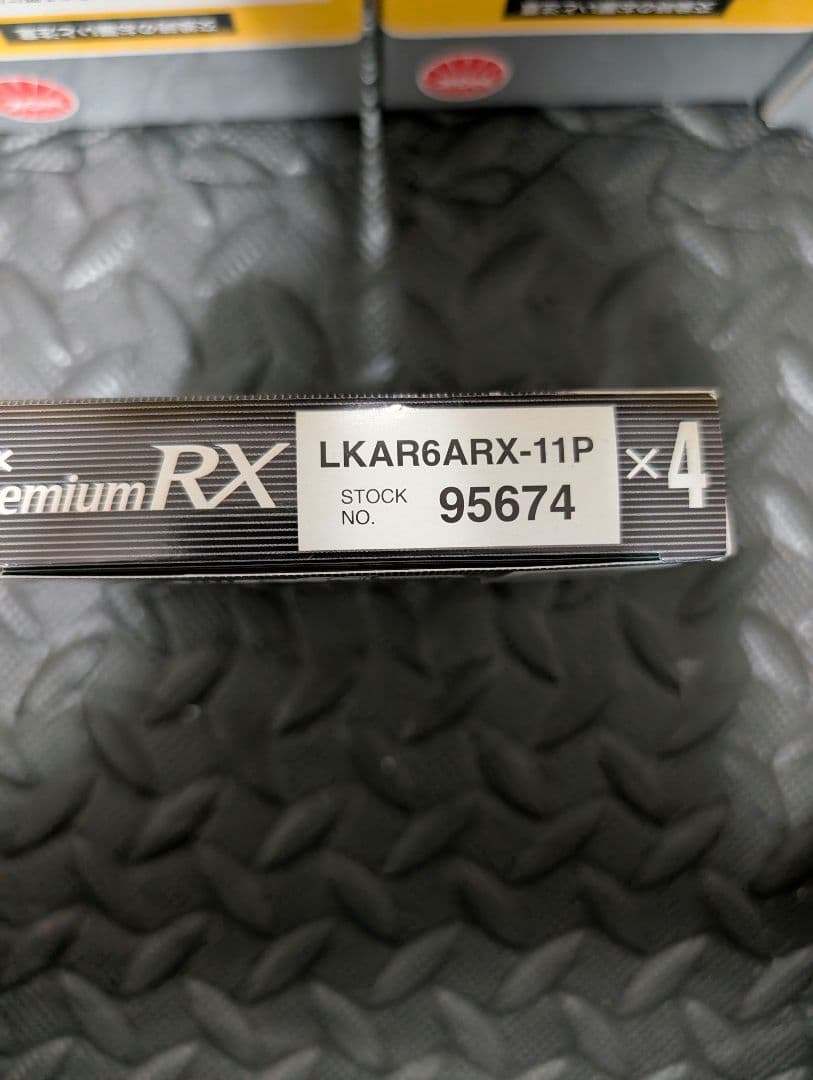 emium RX
LKAR6ARX-11P
STOCK NO. 95674
×4